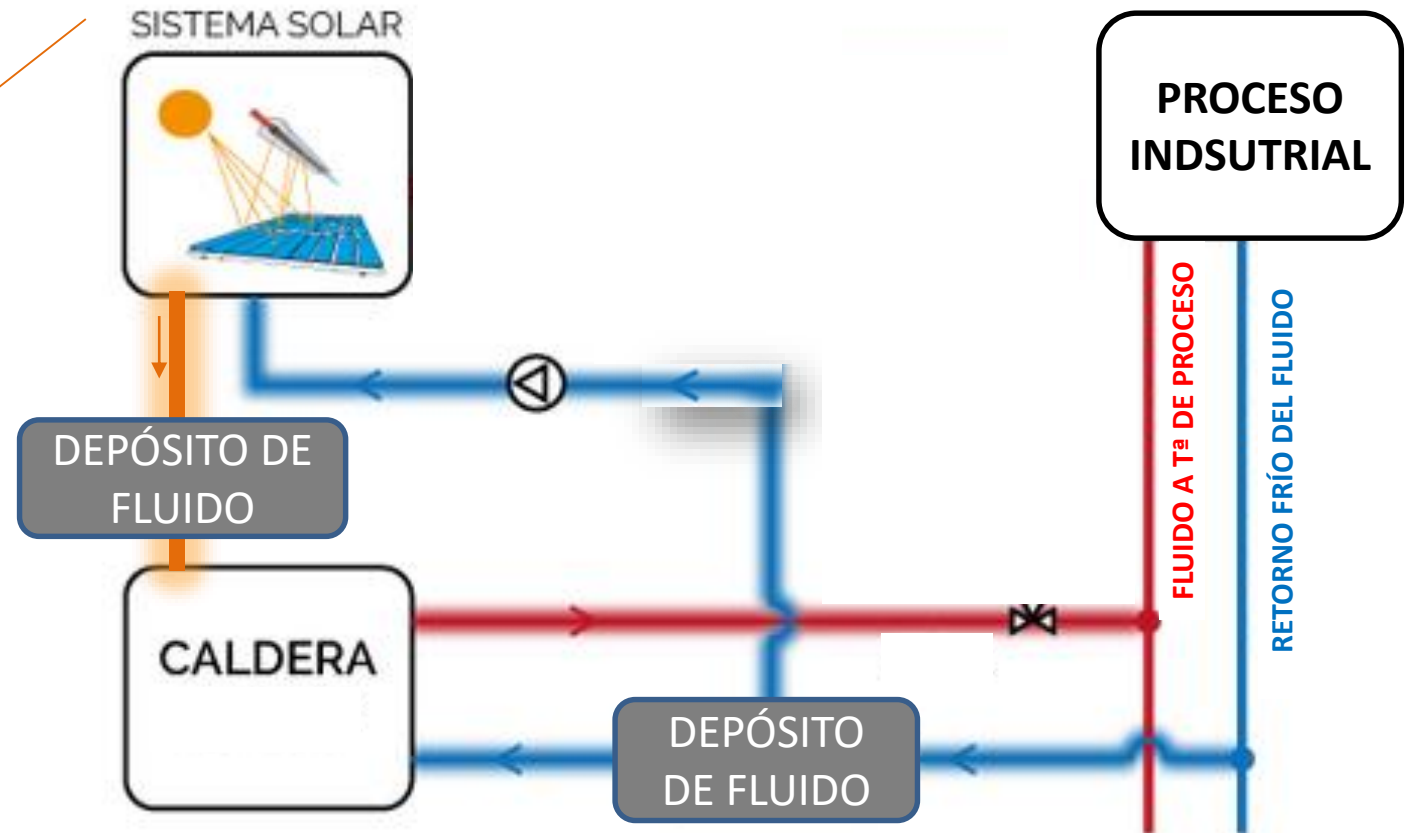 SISTEMA SOLAR
PROCESO
INDSUTRIAL
FLUIDO A Tª DE PROCESO
RETORNO FRÍO DEL FLUIDO
DEPÓSITO DE
FLUIDO
CALDERA
DEPÓSITO
DE FLUIDO